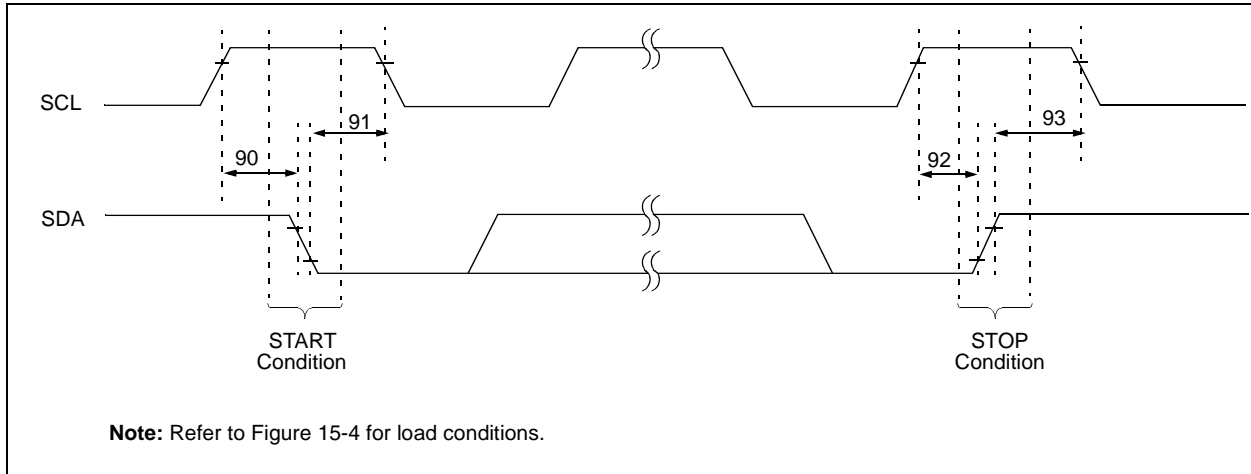 SCL
91
93
90
92
SDA
START
Condition
STOP
Condition
Note: Refer to Figure 15-4 for load conditions.